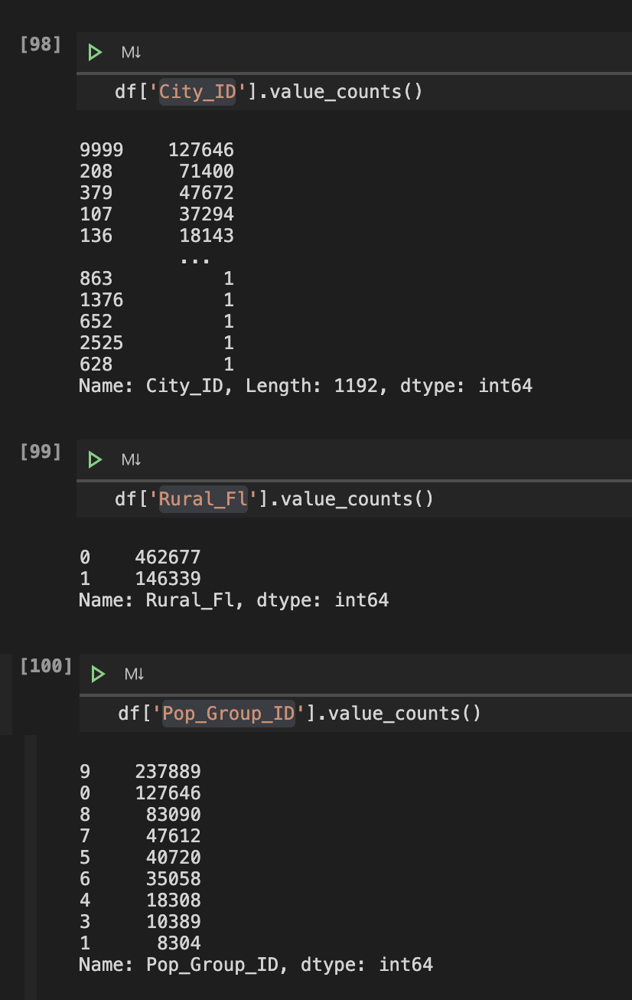 [98]
M↓
df['City_ID'].value_counts()
9999    127646
208      71400
379      47672
107      37294
136      18143
         ...
863          1
1376         1
652          1
2525         1
628          1
Name: City_ID, Length: 1192, dtype: int64
[99]
M↓
df['Rural_Fl'].value_counts()
0    462677
1    146339
Name: Rural_Fl, dtype: int64
[100]
M↓
df['Pop_Group_ID'].value_counts()
9    237889
0    127646
8     83090
7     47612
5     40720
6     35058
4     18308
3     10389
1      8304
Name: Pop_Group_ID, dtype: int64